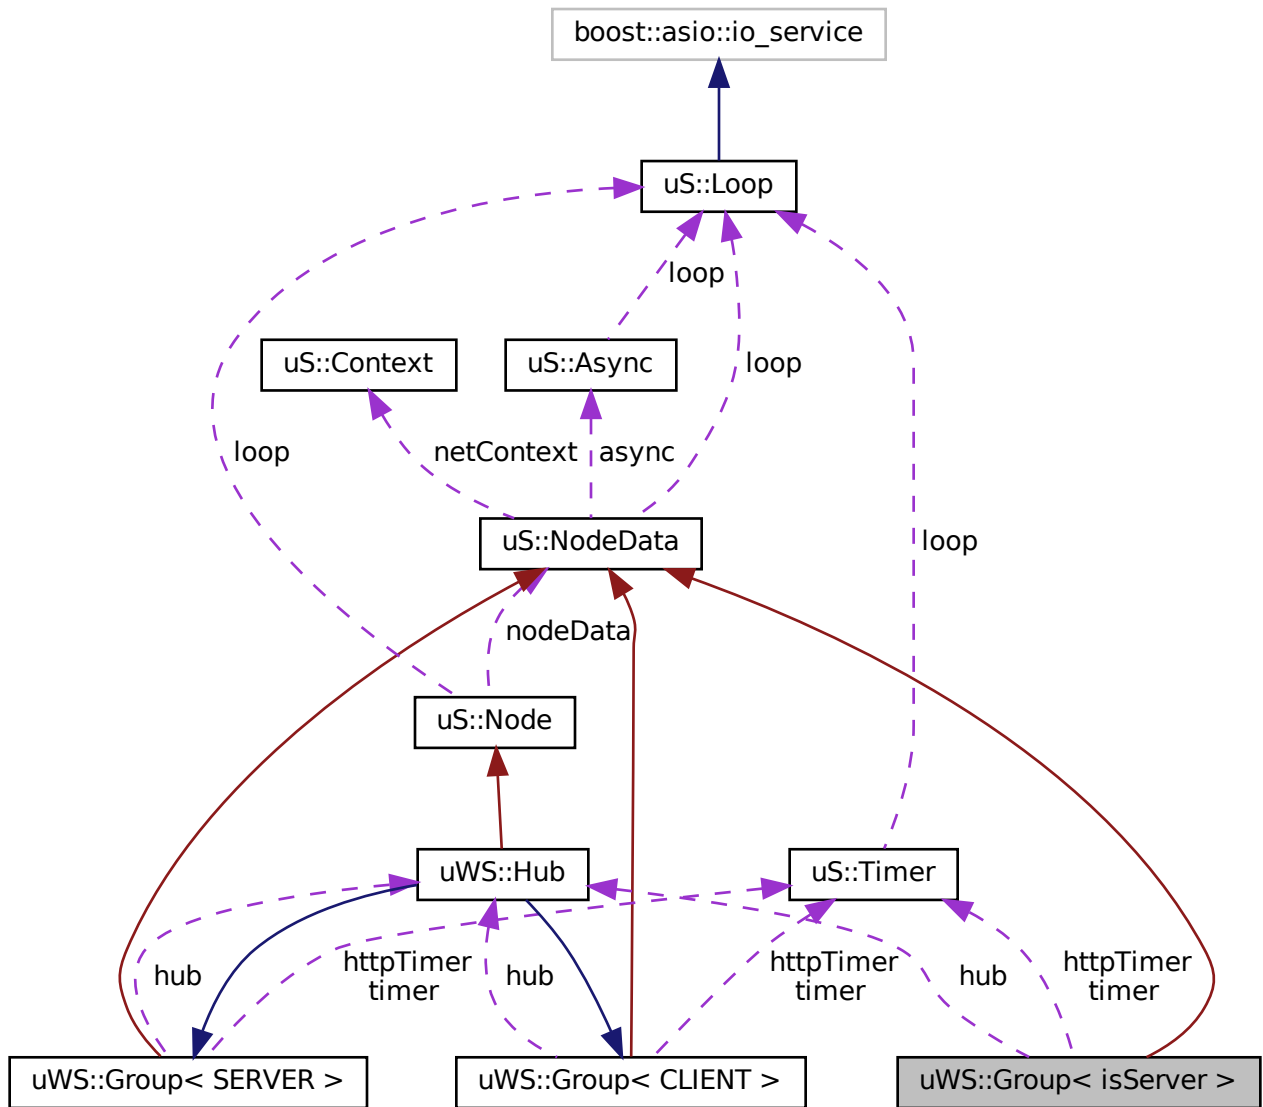 boost::asio::io_service
uS::Loop
loop
uS::Context
uS::Async
loop
loop
netContext
async
uS::NodeData
loop
nodeData
uS::Node
uWS::Hub
uS::Timer
hub
httpTimer
timer
hub
httpTimer
timer
hub
httpTimer
timer
uWS::Group< SERVER >
uWS::Group< CLIENT >
uWS::Group< isServer >